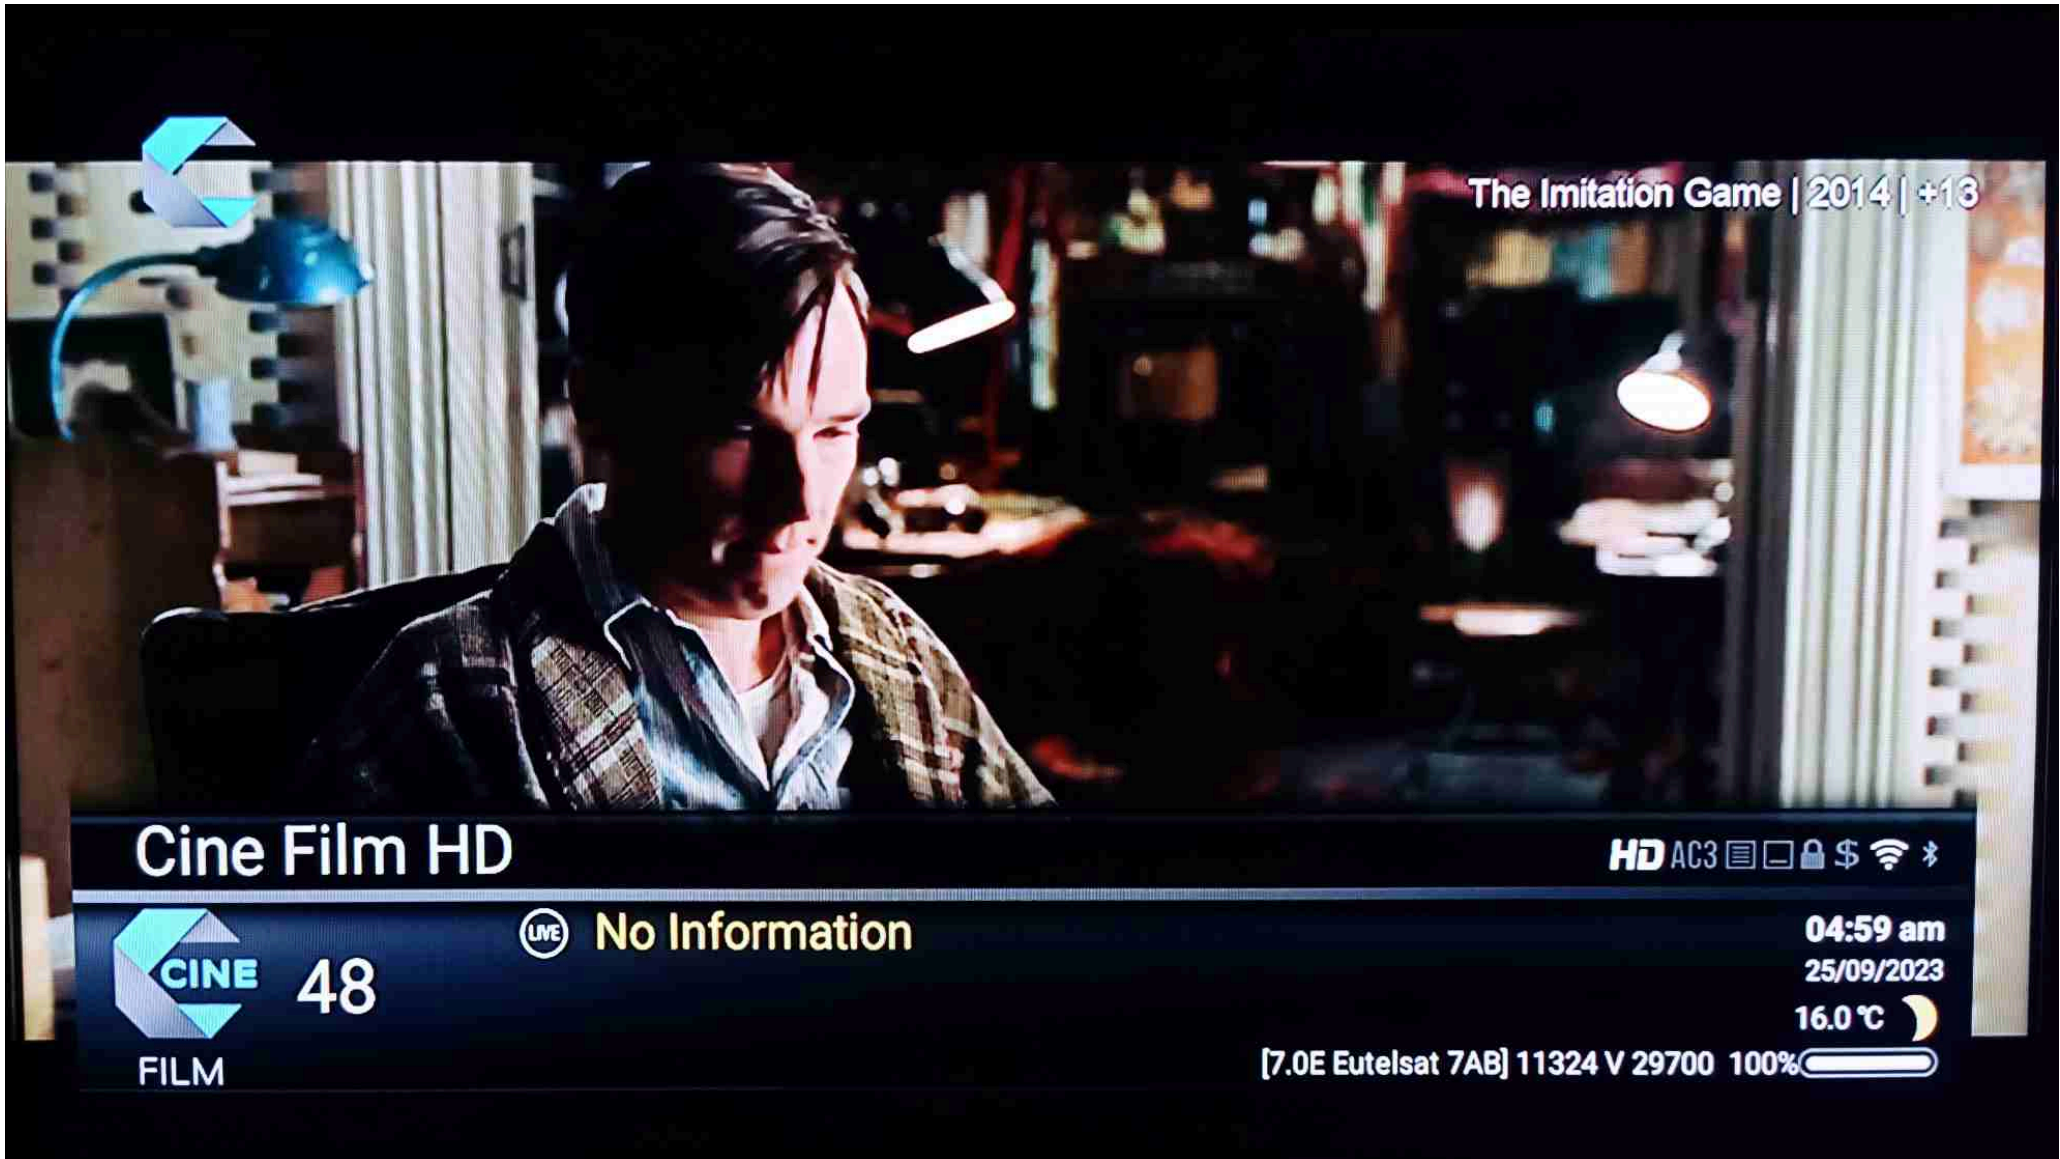 The Imitation Game | 2014 | +13
Cine Film HD
HD AC3 $
LIVE No Information
04:59 am
CINE
48
25/09/2023
16.0 °C
FILM
[7.0E Eutelsat 7AB] 11324 V 29700 100%